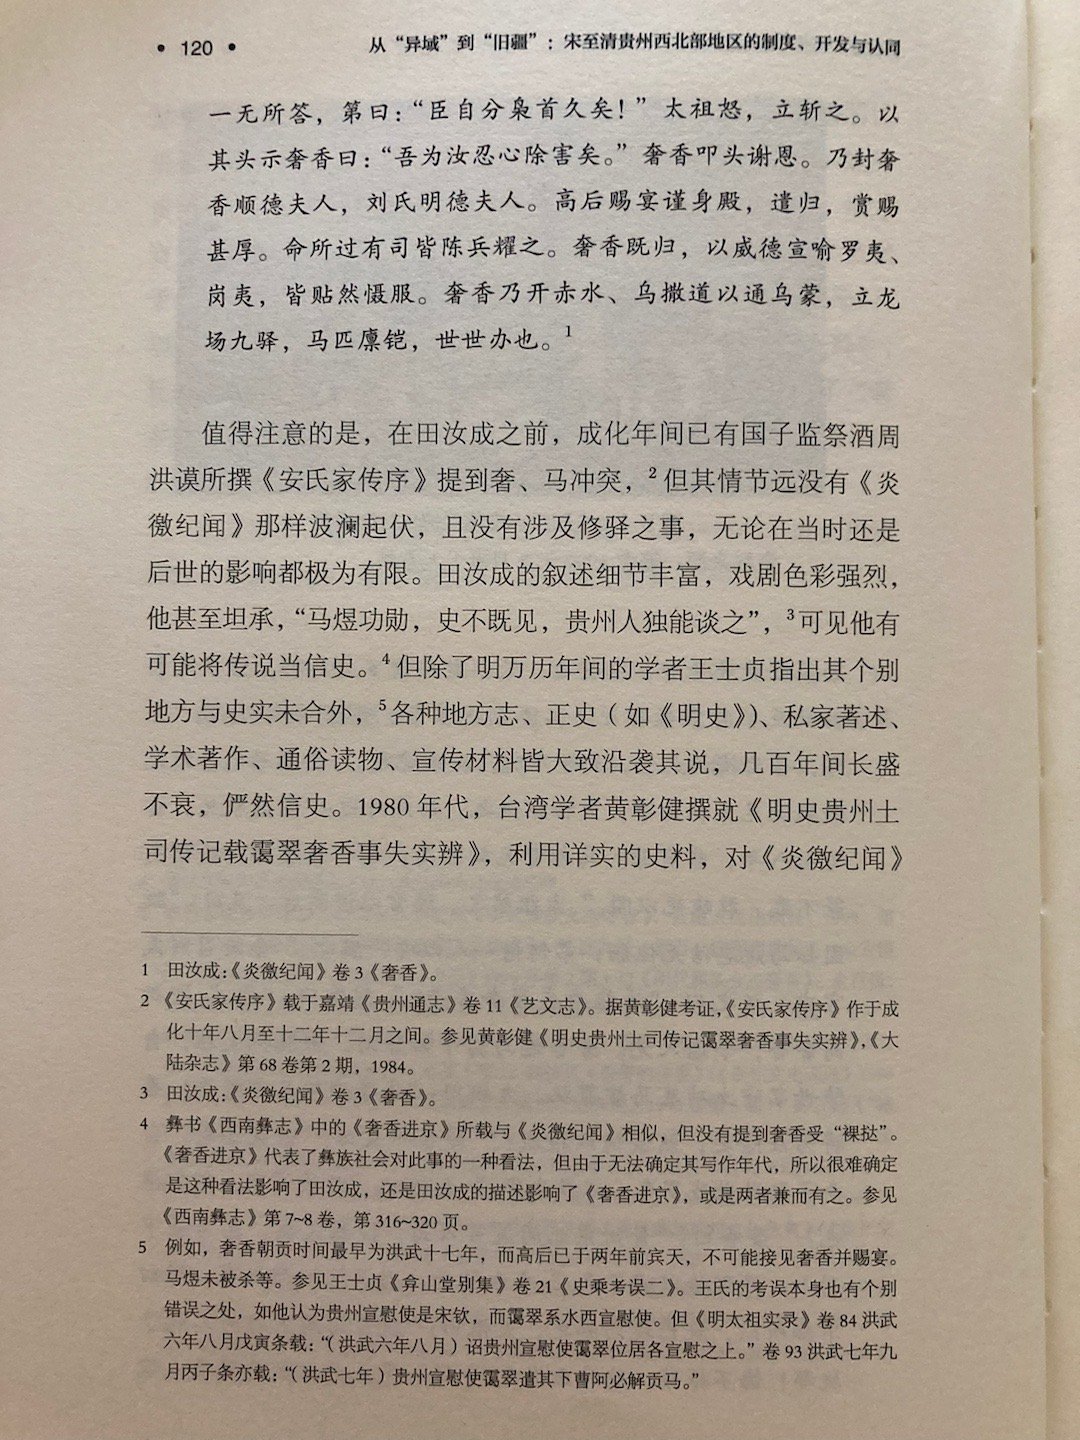 • 120 •
从“异域”到“旧疆”：宋至清贵州西北部地区的制度、开发与认同
一无所答，第曰：“臣自分枭首久矣！”太祖怒，立斩之。以
其头示奢香曰：“吾为汝忍心除害矣。”奢香叩头谢恩。乃封奢
香顺德夫人，刘氏明德夫人。高后赐宴谨身殿，遣归，赏赐
甚厚。命所过有司皆陈兵耀之。奢香既归，以威德宣喻罗夷、
岗夷，皆贴然慑服。奢香乃开赤水、乌撒道以通乌蒙，立龙
场九驿，马匹廪铠，世世办也。1
值得注意的是，在田汝成之前，成化年间已有国子监祭酒周
洪谟所撰《安氏家传序》提到奢、马冲突，2但其情节远没有《炎
徼纪闻》那样波澜起伏，且没有涉及修驿之事，无论在当时还是
后世的影响都极为有限。田汝成的叙述细节丰富，戏剧色彩强烈，
他甚至坦承，“马煜功勋，史不既见，贵州人独能谈之”，3可见他有
可能将传说当信史。4但除了明万历年间的学者王士贞指出其个别
地方与史实未合外，5各种地方志、正史（如《明史》）、私家著述、
学术著作、通俗读物、宣传材料皆大致沿袭其说，几百年间长盛
不衰，俨然信史。1980年代，台湾学者黄彰健撰就《明史贵州土
司传记载霭翠奢香事失实辨》，利用详实的史料，对《炎徼纪闻》
1 田汝成：《炎徼纪闻》卷3《奢香》。
2 《安氏家传序》载于嘉靖《贵州通志》卷11《艺文志》。据黄彰健考证，《安氏家传序》作于成
化十年八月至十二年十二月之间。参见黄彰健《明史贵州土司传记霭翠奢香事失实辨》，《大
陆杂志》第68卷第2期，1984。
3 田汝成：《炎徼纪闻》卷3《奢香》。
4 彝书《西南彝志》中的《奢香进京》所载与《炎徼纪闻》相似，但没有提到奢香受“裸挞”。
《奢香进京》代表了彝族社会对此事的一种看法，但由于无法确定其写作年代，所以很难确定
是这种看法影响了田汝成，还是田汝成的描述影响了《奢香进京》，或是两者兼而有之。参见
《西南彝志》第7~8卷，第316~320页。
5 例如，奢香朝贡时间最早为洪武十七年，而高后已于两年前宾天，不可能接见奢香并赐宴。
马煜未被杀等。参见王士贞《弇山堂别集》卷21《史乘考误二》。王氏的考误本身也有个别
错误之处，如他认为贵州宣慰使是宋钦，而霭翠系水西宣慰使。但《明太祖实录》卷84洪武
六年八月戊寅条载：“（洪武六年八月）诏贵州宣慰使霭翠位居各宣慰之上。”卷93洪武七年九
月丙子条亦载：“（洪武七年）贵州宣慰使霭翠遣其下曹阿必解贡马。”